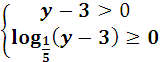 y − 3 > 0
log_{1/5}(y − 3) ≥ 0